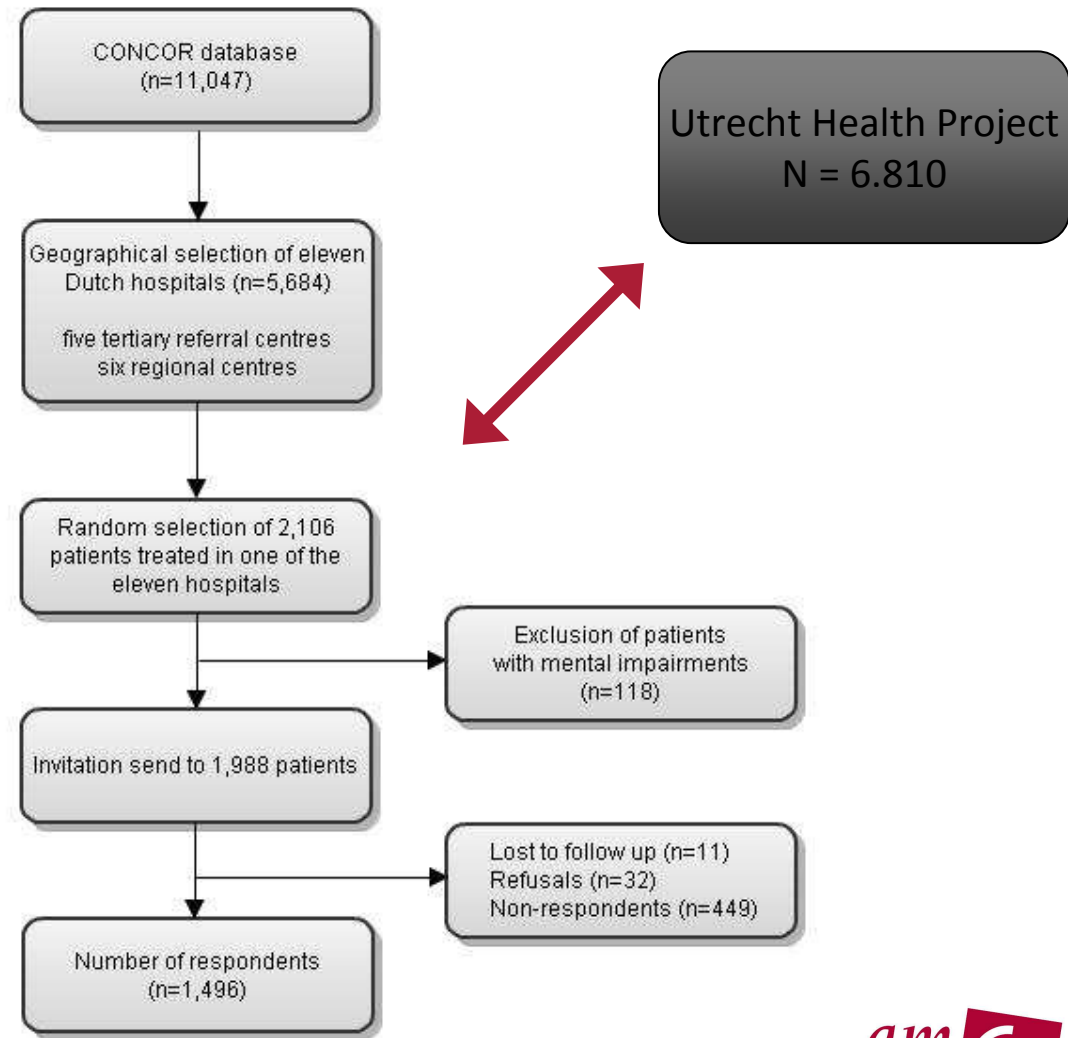 CONCOR database
(n=11,047)
Utrecht Health Project
N = 6.810
Geographical selection of eleven
Dutch hospitals (n=5,684)
five tertiary referral centres
six regional centres
Random selection of 2,106
patients treated in one of the
eleven hospitals
Exclusion of patients
with mental impairments
(n=118)
Invitation send to 1,988 patients
Lost to follow up (n=11)
Refusals (n=32)
Non-respondents (n=449)
Number of respondents
(n=1,496)
am